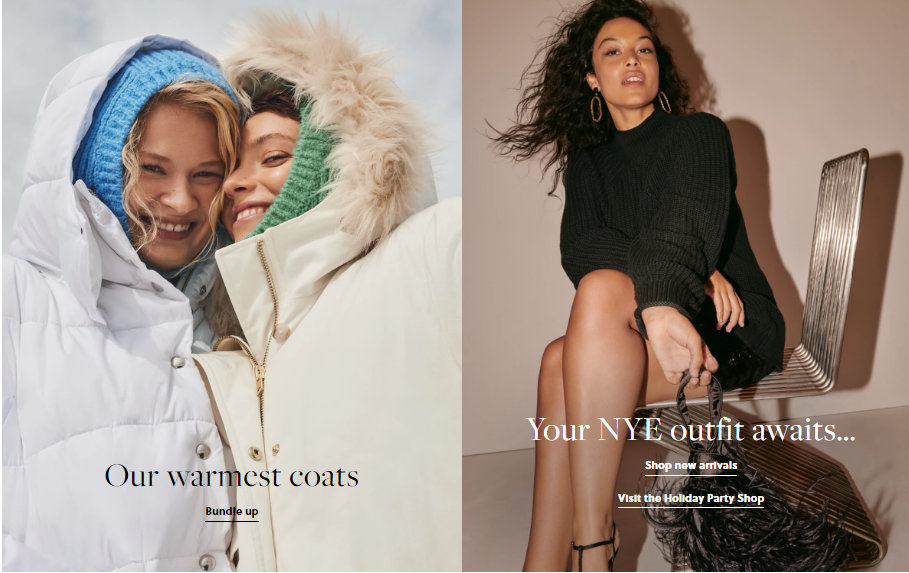 Our warmest coats
Bundle up
Your NYE outfit awaits...
Shop new arrivals
Visit the Holiday Party Shop